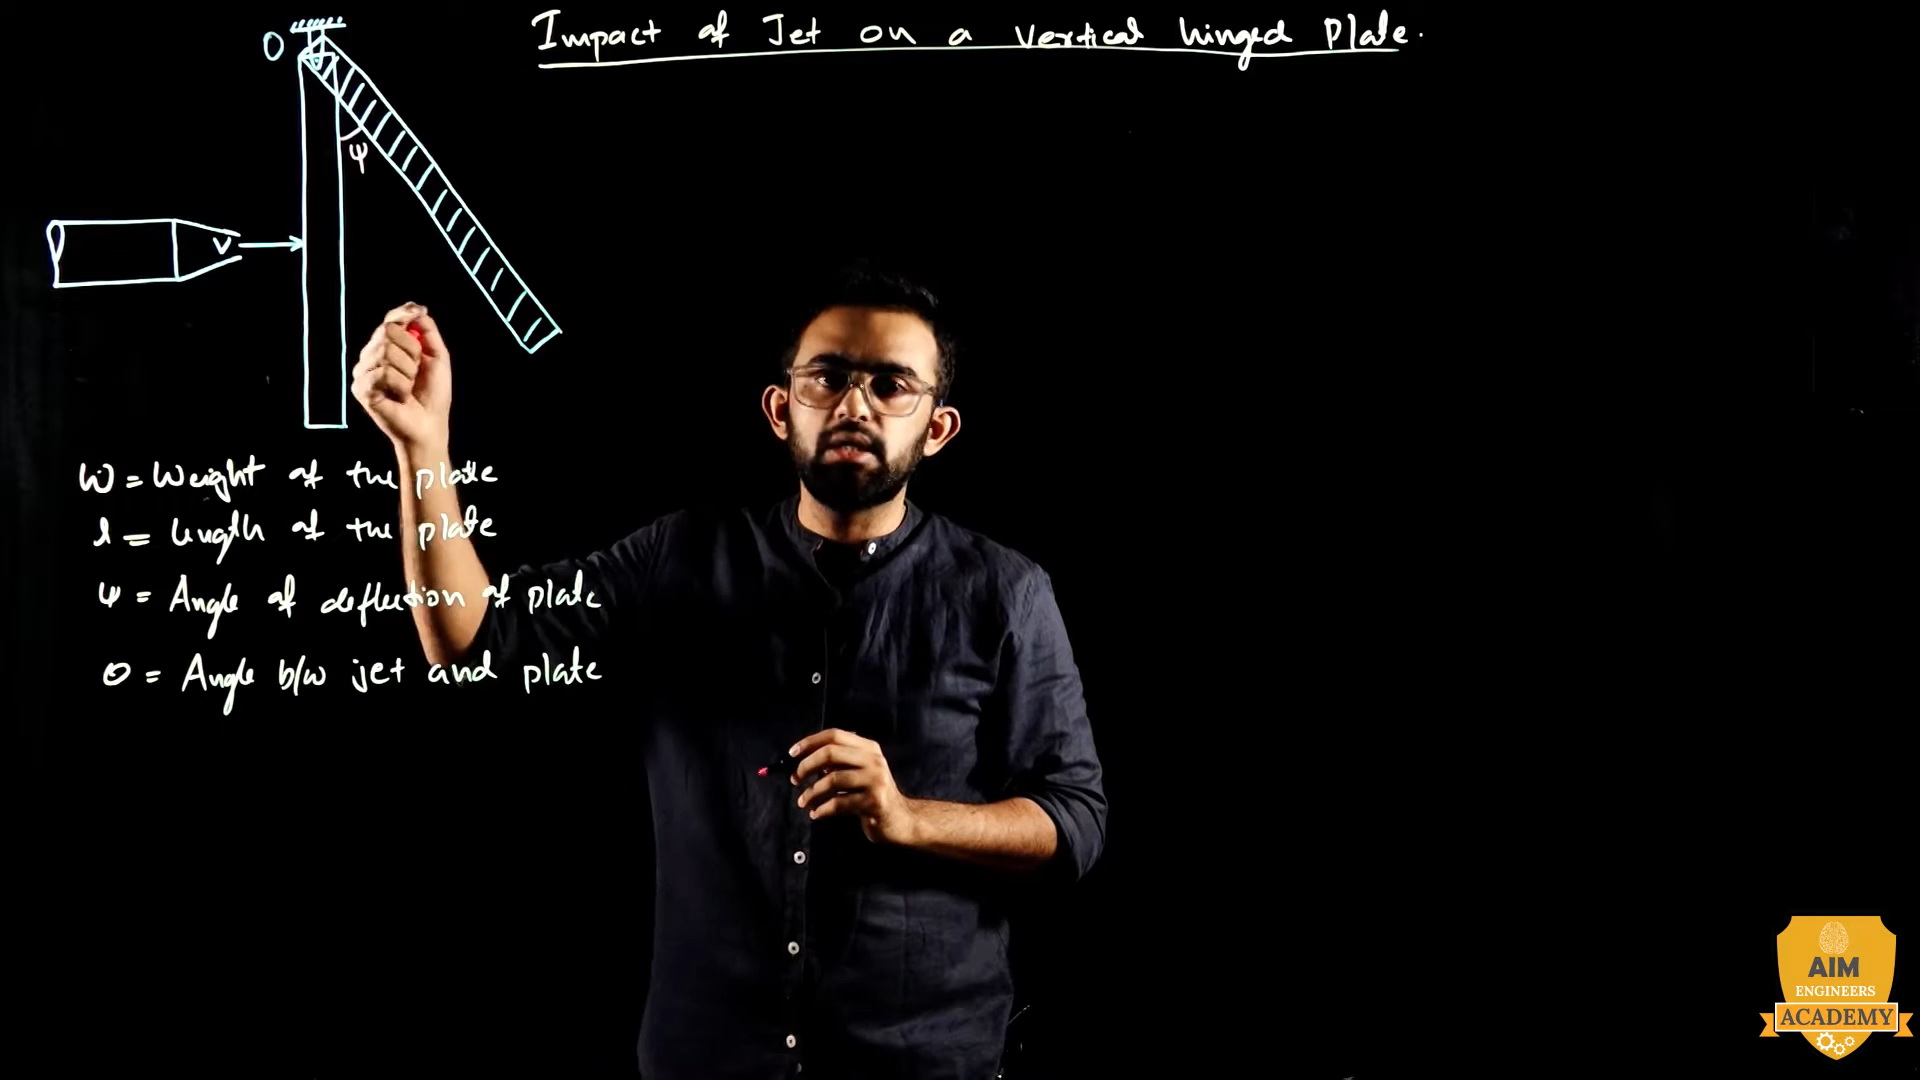 Impact of Jet on a vertical hinged Plate.
O
ψ
V
W = Weight of the plate
l = length of the plate
ψ = Angle of deflection of plate
θ = Angle b/w jet and plate
AIM
ENGINEERS
ACADEMY